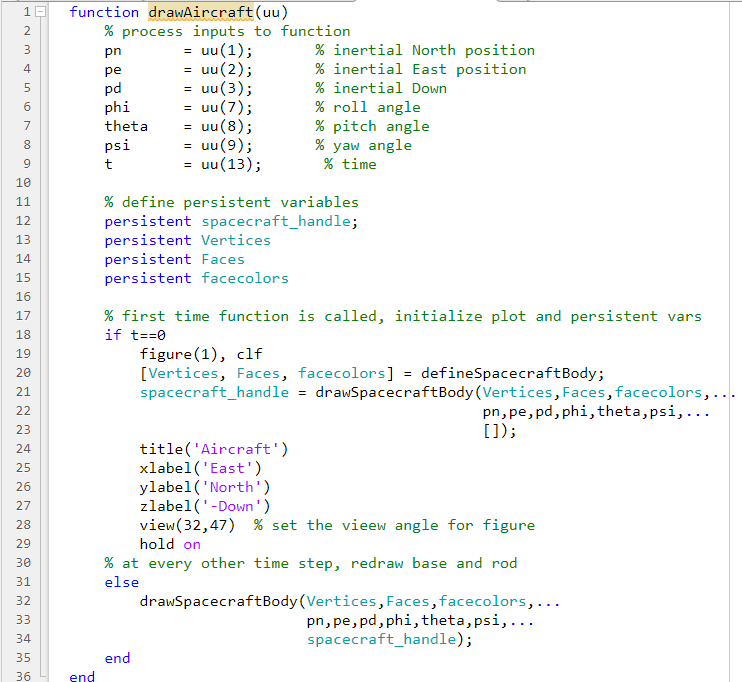 1 function drawAircraft(uu)
2 % process inputs to function
3 pn = uu(1); % inertial North position
4 pe = uu(2); % inertial East position
5 pd = uu(3); % inertial Down
6 phi = uu(7); % roll angle
7 theta = uu(8); % pitch angle
8 psi = uu(9); % yaw angle
9 t = uu(13); % time
10
11 % define persistent variables
12 persistent spacecraft_handle;
13 persistent Vertices
14 persistent Faces
15 persistent facecolors
16
17 % first time function is called, initialize plot and persistent vars
18 if t==0
19 figure(1), clf
20 [Vertices, Faces, facecolors] = defineSpacecraftBody;
21 spacecraft_handle = drawSpacecraftBody(Vertices,Faces,facecolors,...
22 pn,pe,pd,phi,theta,psi,...
23 []);
24 title('Aircraft')
25 xlabel('East')
26 ylabel('North')
27 zlabel('-Down')
28 view(32,47) % set the vieew angle for figure
29 hold on
30 % at every other time step, redraw base and rod
31 else
32 drawSpacecraftBody(Vertices,Faces,facecolors,...
33 pn,pe,pd,phi,theta,psi,...
34 spacecraft_handle);
35 end
36 end